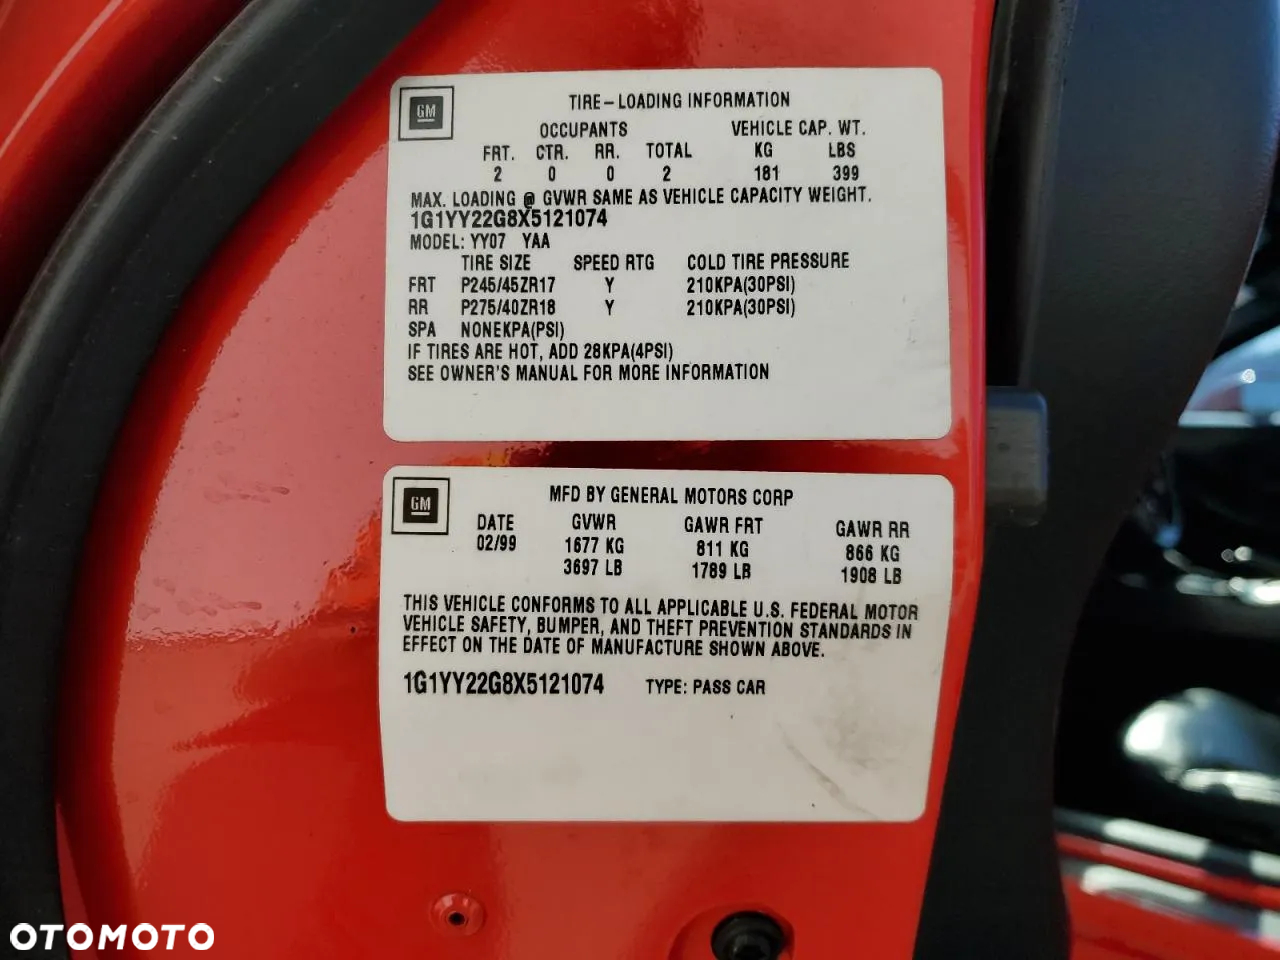 GM
TIRE-LOADING INFORMATION
OCCUPANTS VEHICLE CAP. WT.
FRT. CTR. RR. TOTAL KG LBS
2 0 0 2 181 399
MAX. LOADING @ GVWR SAME AS VEHICLE CAPACITY WEIGHT.
1G1YY22G8X5121074
MODEL: YY07 YAA
TIRE SIZE SPEED RTG COLD TIRE PRESSURE
FRT P245/45ZR17 Y 210KPA(30PSI)
RR P275/40ZR18 Y 210KPA(30PSI)
SPA NONEKPA(PSI)
IF TIRES ARE HOT, ADD 28KPA(4PSI)
SEE OWNER'S MANUAL FOR MORE INFORMATION
GM
MFD BY GENERAL MOTORS CORP
DATE GVWR GAWR FRT GAWR RR
02/99 1677 KG 811 KG 866 KG
3697 LB 1789 LB 1908 LB
THIS VEHICLE CONFORMS TO ALL APPLICABLE U.S. FEDERAL MOTOR
VEHICLE SAFETY, BUMPER, AND THEFT PREVENTION STANDARDS IN
EFFECT ON THE DATE OF MANUFACTURE SHOWN ABOVE.
1G1YY22G8X5121074 TYPE: PASS CAR
OTOMOTO